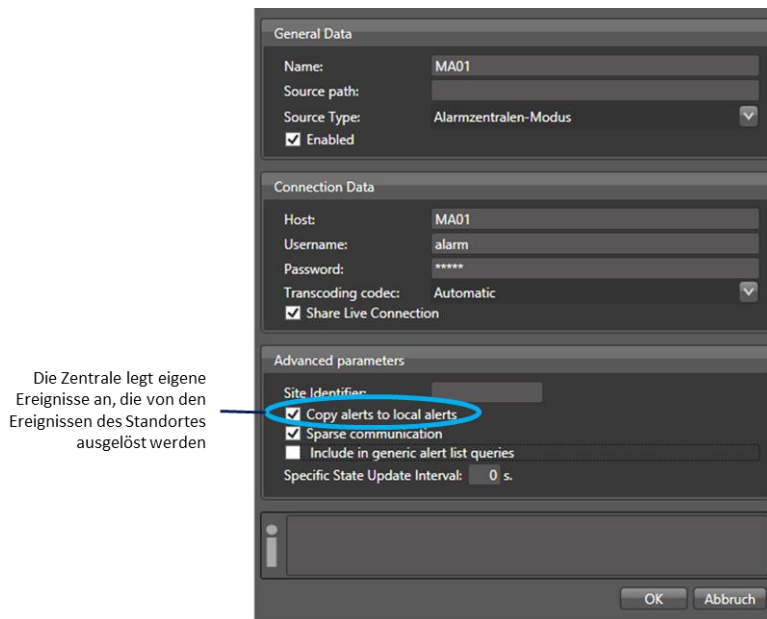 General Data
Name: MA01
Source path:
Source Type: Alarmzentralen-Modus
Enabled
Connection Data
Host: MA01
Username: alarm
Password: *****
Transcoding codec: Automatic
Share Live Connection
Advanced parameters
Site Identifier:
Copy alerts to local alerts
Sparse communication
Include in generic alert list queries
Specific State Update Interval: 0 s.
Die Zentrale legt eigene
Ereignisse an, die von den
Ereignissen des Standortes
ausgelöst werden
OK Abbruch